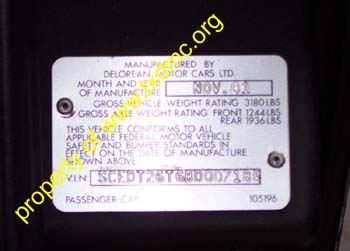 MANUFACTURED BY
DELOREAN MOTOR CARS LTD.
MONTH AND
OF MANUFACTURE NOV. 81
GROSS VEHICLE WEIGHT RATING 3180 LBS
GROSS AXLE WEIGHT RATING FRONT 1244 LBS
REAR 1936 LBS
THIS VEHICLE CONFORMS TO ALL
APPLICABLE FEDERAL MOTOR VEHICLE
SAFETY AND BUMPER STANDARDS IN
EFFECT ON THE DATE OF MANUFACTURE
SHOWN ABOVE
V.I.N:
PASSENGER CAR 105196
property of